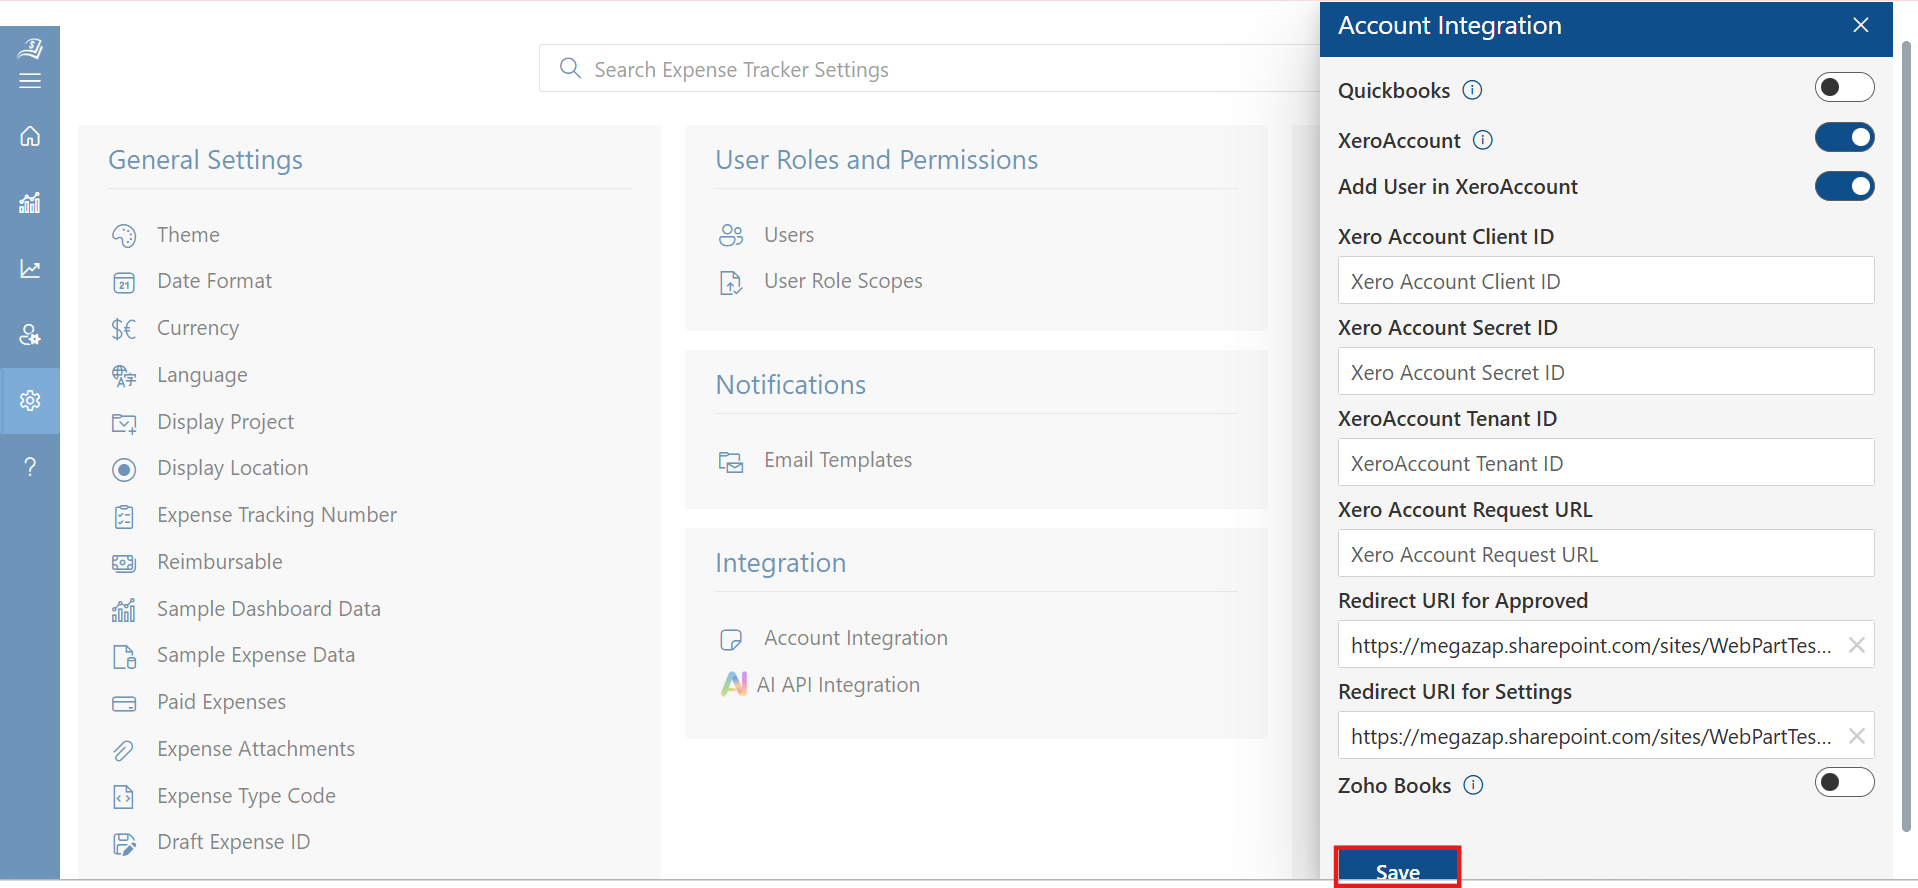 Search Expense Tracker Settings
General Settings
Theme
21
Date Format
Currency
Language
Display Project
Display Location
Expense Tracking Number
Reimbursable
Sample Dashboard Data
Sample Expense Data
Paid Expenses
Expense Attachments
Expense Type Code
Draft Expense ID
User Roles and Permissions
Users
User Role Scopes
Notifications
Email Templates
Integration
Account Integration
AI API Integration
Account Integration
Quickbooks
XeroAccount
Add User in XeroAccount
Xero Account Client ID
Xero Account Client ID
Xero Account Secret ID
Xero Account Secret ID
XeroAccount Tenant ID
XeroAccount Tenant ID
Xero Account Request URL
Xero Account Request URL
Redirect URI for Approved
https://megazap.sharepoint.com/sites/WebPartTes...
Redirect URI for Settings
https://megazap.sharepoint.com/sites/WebPartTes...
Zoho Books
Save